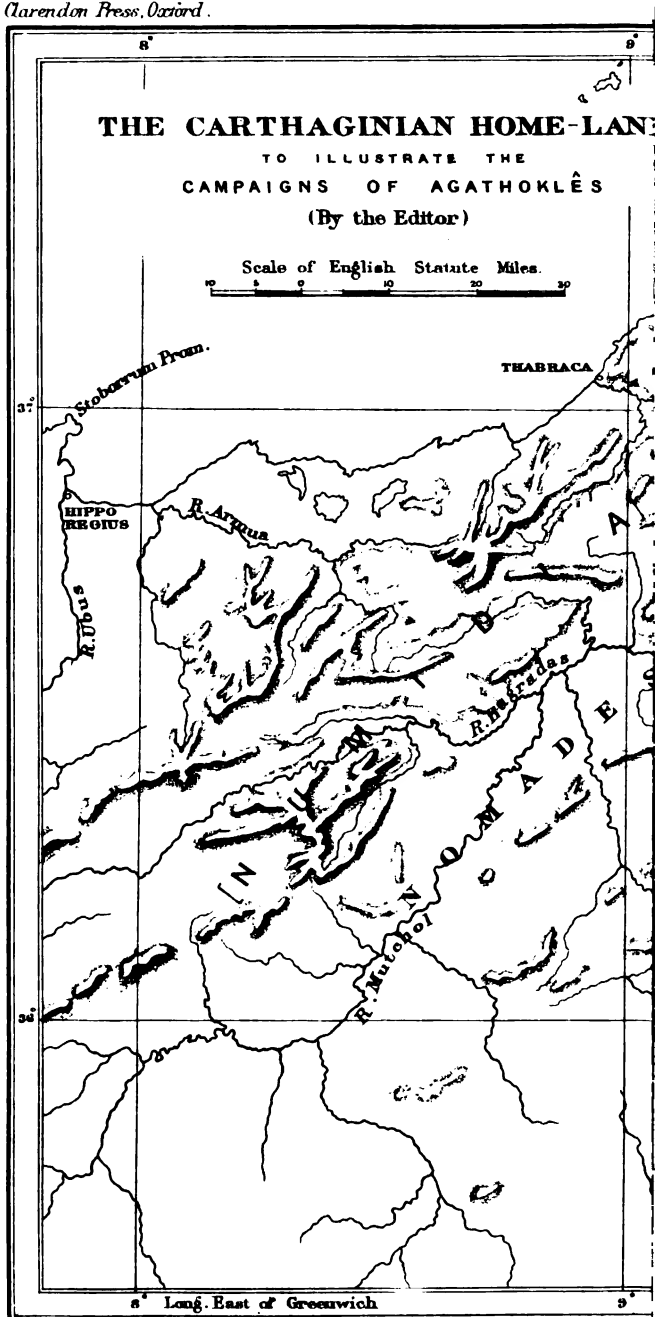 Clarendon Press, Oxford.
8° 9°
THE CARTHAGINIAN HOME-LAN
TO ILLUSTRATE THE
CAMPAIGNS OF AGATHOKLÊS
(By the Editor)
Scale of English Statute Miles.
10 5 0 10 20 30
Stoborrum Prom.
THABRACA
37°
HIPPO
REGIUS
R. Armua
R. Ubus
R. Bagradas
NUMIDA
NOMADES
R. Mutchol
36°
8° 9°
Long. East of Greenwich